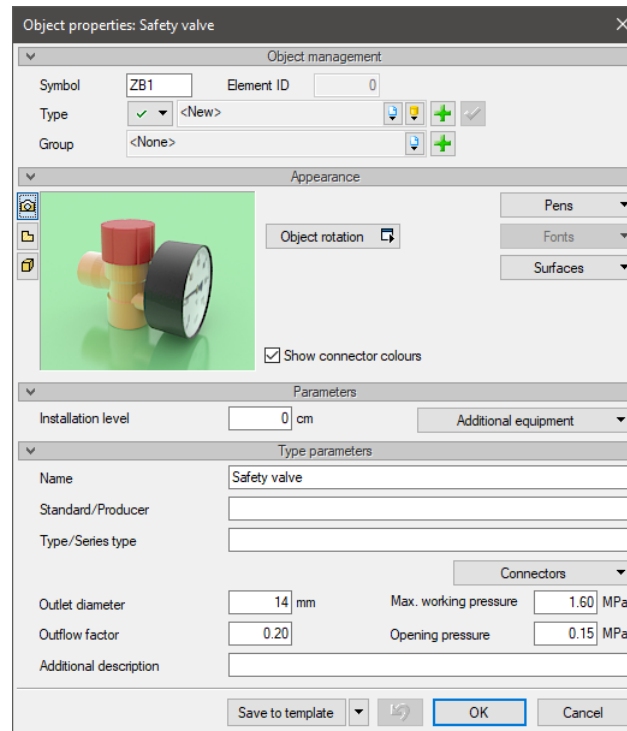 Object properties: Safety valve
Object management
Symbol ZB1 Element ID 0
Type <New>
Group <None>
Appearance
Pens
Object rotation Fonts
Surfaces
Show connector colours
Parameters
Installation level 0 cm Additional equipment
Type parameters
Name Safety valve
Standard/Producer
Type/Series type
Connectors
Outlet diameter 14 mm Max. working pressure 1.60 MPa
Outflow factor 0.20 Opening pressure 0.15 MPa
Additional description
Save to template OK Cancel